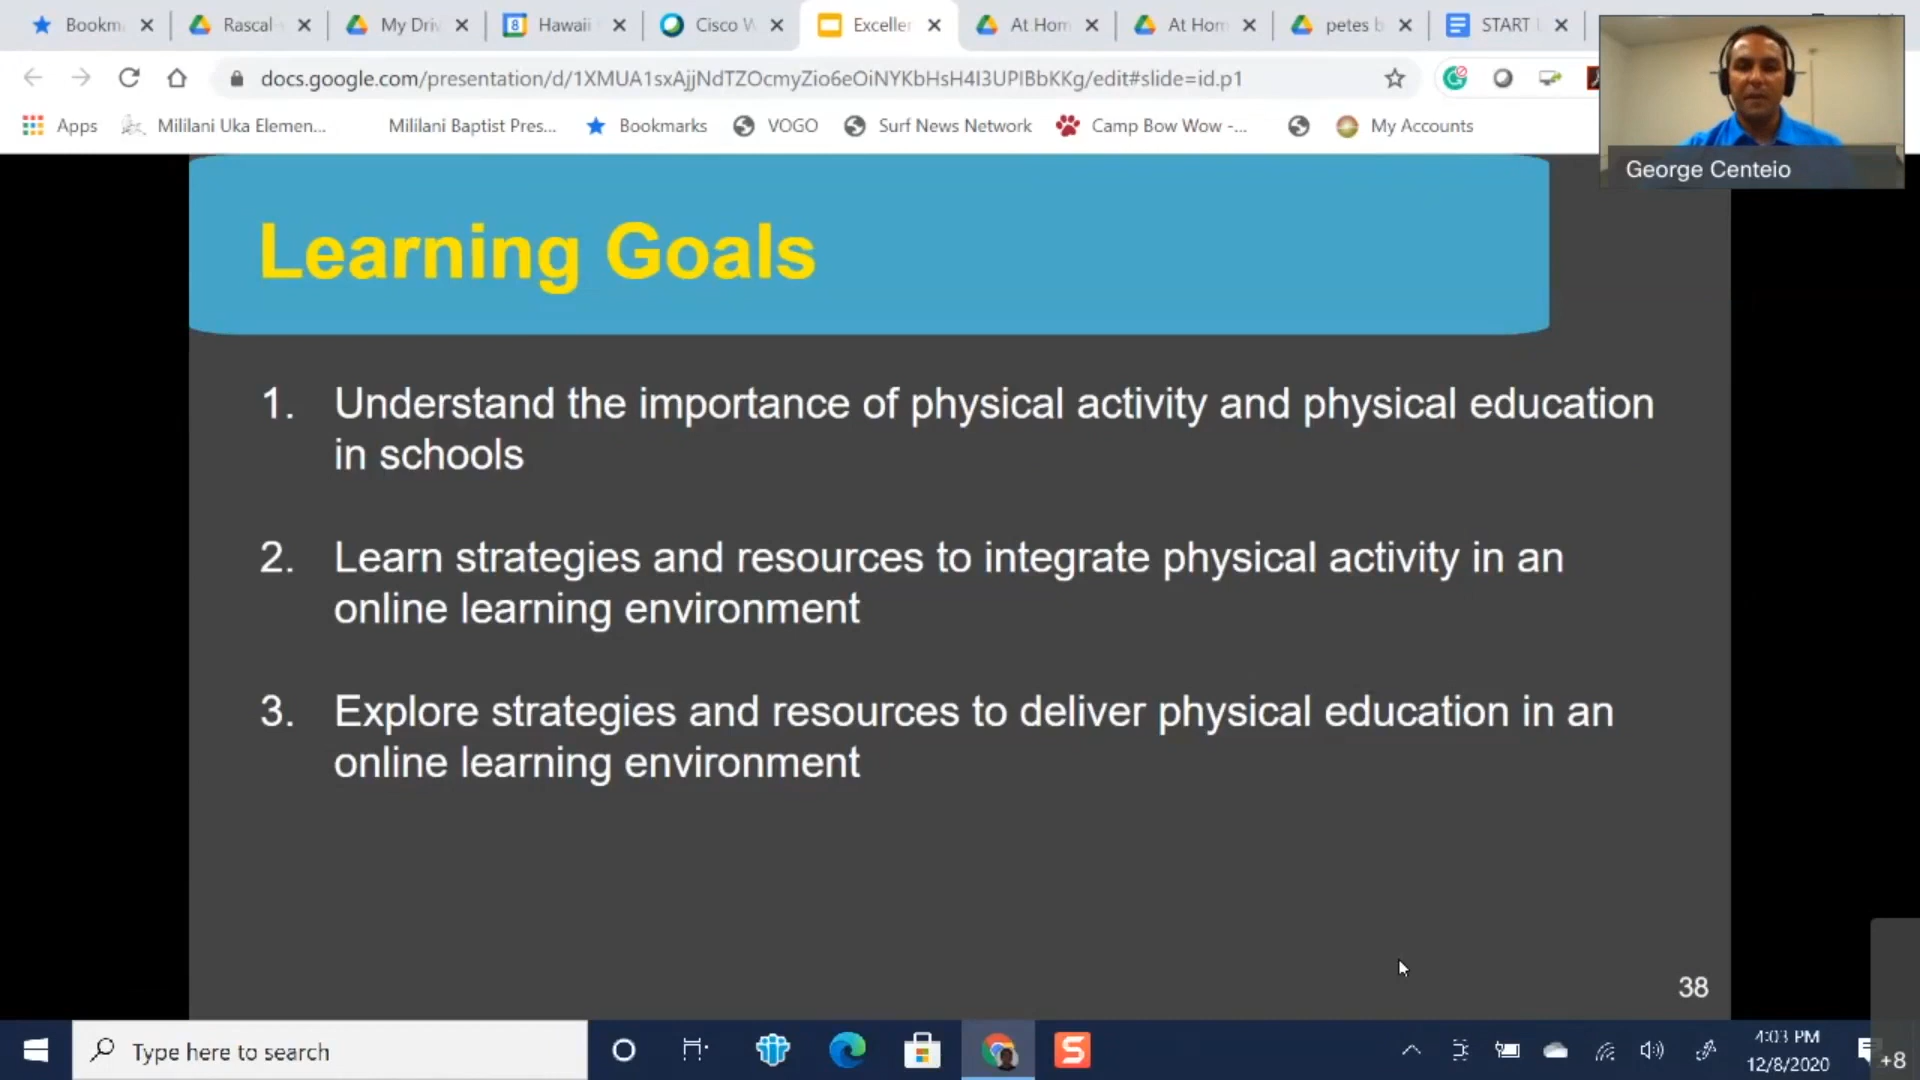 Bookm
Rascal
My Driv
8
Hawaii
Cisco W
Exceller
At Hom
At Hom
petes b
START
docs.google.com/presentation/d/1XMUA1sxAjjNdTZOcmyZio6eOiNYKbHsH4I3UPIBbKKg/edit#slide=id.p1
Apps
Mililani Uka Elemen...
Mililani Baptist Pres...
Bookmarks
VOGO
Surf News Network
Camp Bow Wow -...
My Accounts
George Centeio
Learning Goals
1. Understand the importance of physical activity and physical education
in schools
2. Learn strategies and resources to integrate physical activity in an
online learning environment
3. Explore strategies and resources to deliver physical education in an
online learning environment
38
Type here to search
S
4:03 PM
12/8/2020
+8